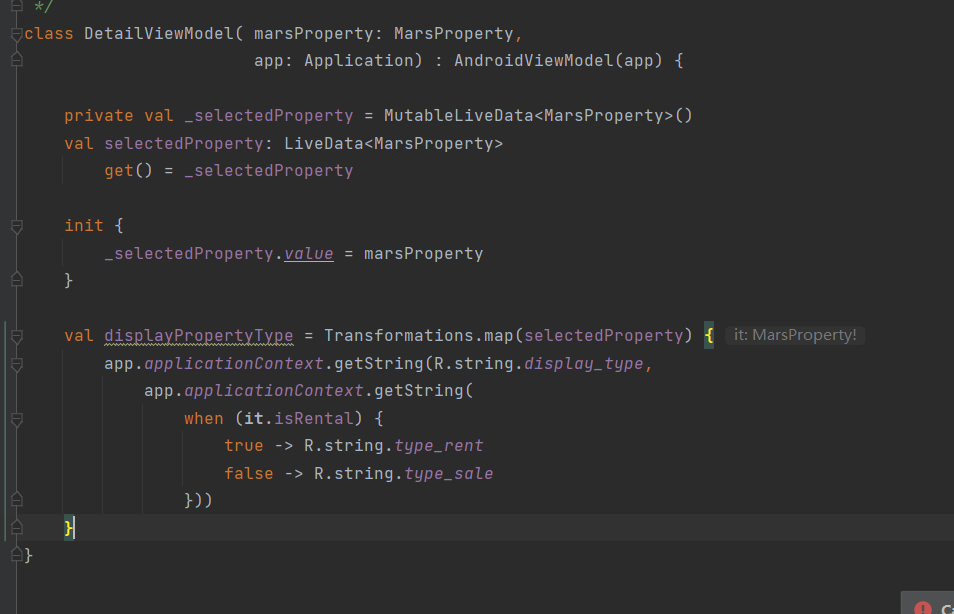 */
class DetailViewModel( marsProperty: MarsProperty,
app: Application) : AndroidViewModel(app) {
private val _selectedProperty = MutableLiveData<MarsProperty>()
val selectedProperty: LiveData<MarsProperty>
get() = _selectedProperty
init {
_selectedProperty.value = marsProperty
}
val displayPropertyType = Transformations.map(selectedProperty) { it: MarsProperty!
app.applicationContext.getString(R.string.display_type,
app.applicationContext.getString(
when (it.isRental) {
true -> R.string.type_rent
false -> R.string.type_sale
}))
}
}